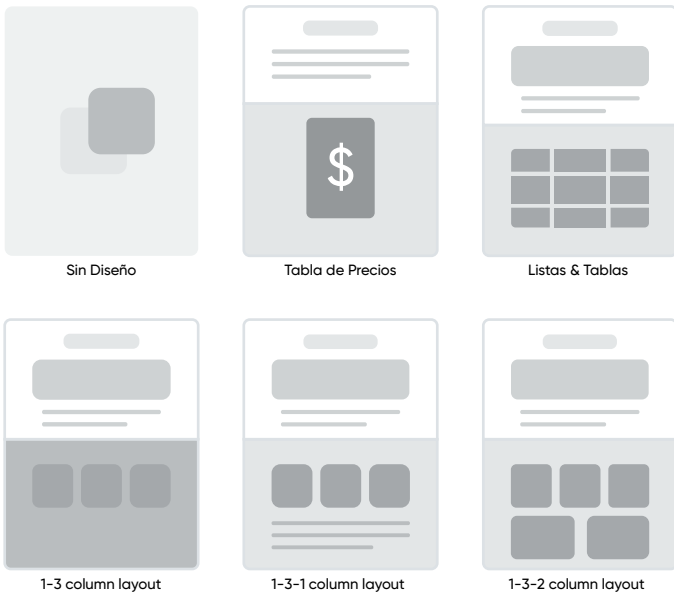 $
Sin Diseño
Tabla de Precios
Listas & Tablas
1-3 column layout
1-3-1 column layout
1-3-2 column layout